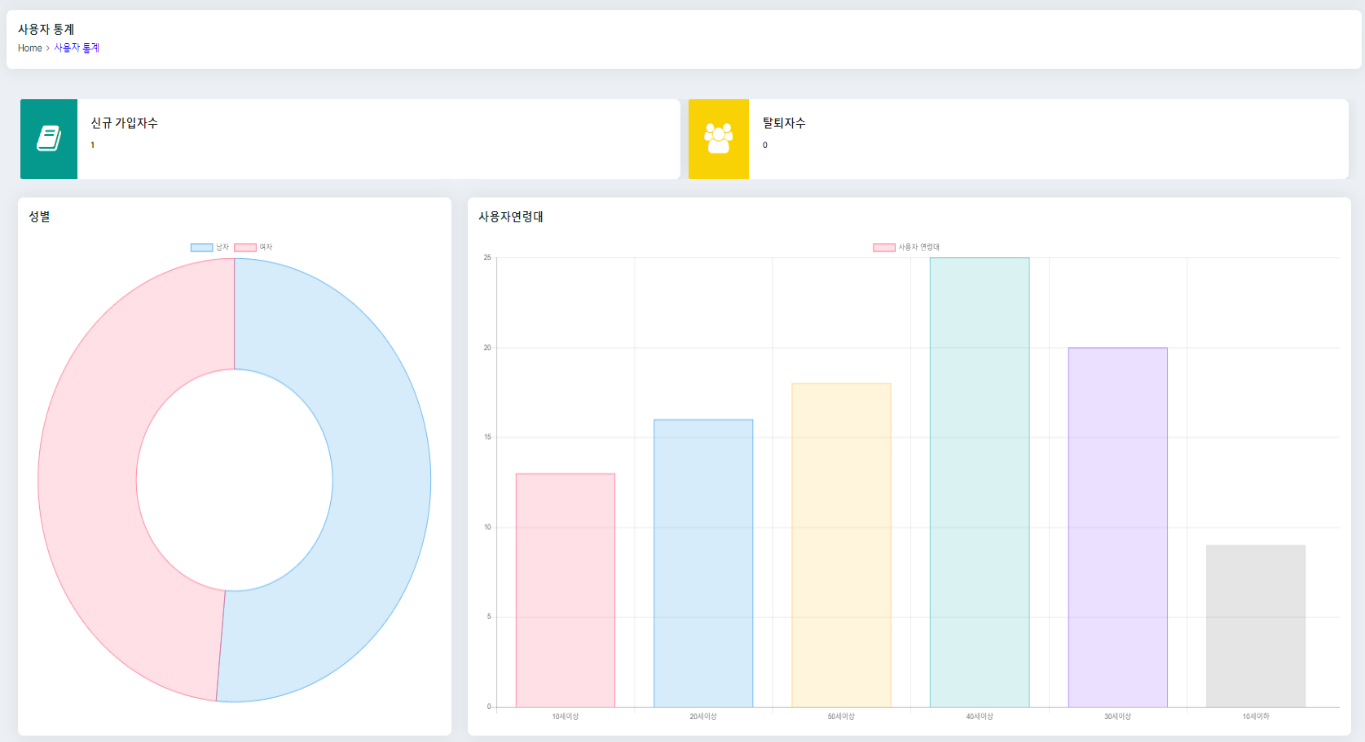 사용자 통계
Home > 사용자 통계
신규 가입자수
1
탈퇴자수
0
성별
남자 여자
사용자연령대
사용자 연령대
25
20
15
10
5
0
10세이상 20세이상 50세이상 40세이상 30세이상 10세이하